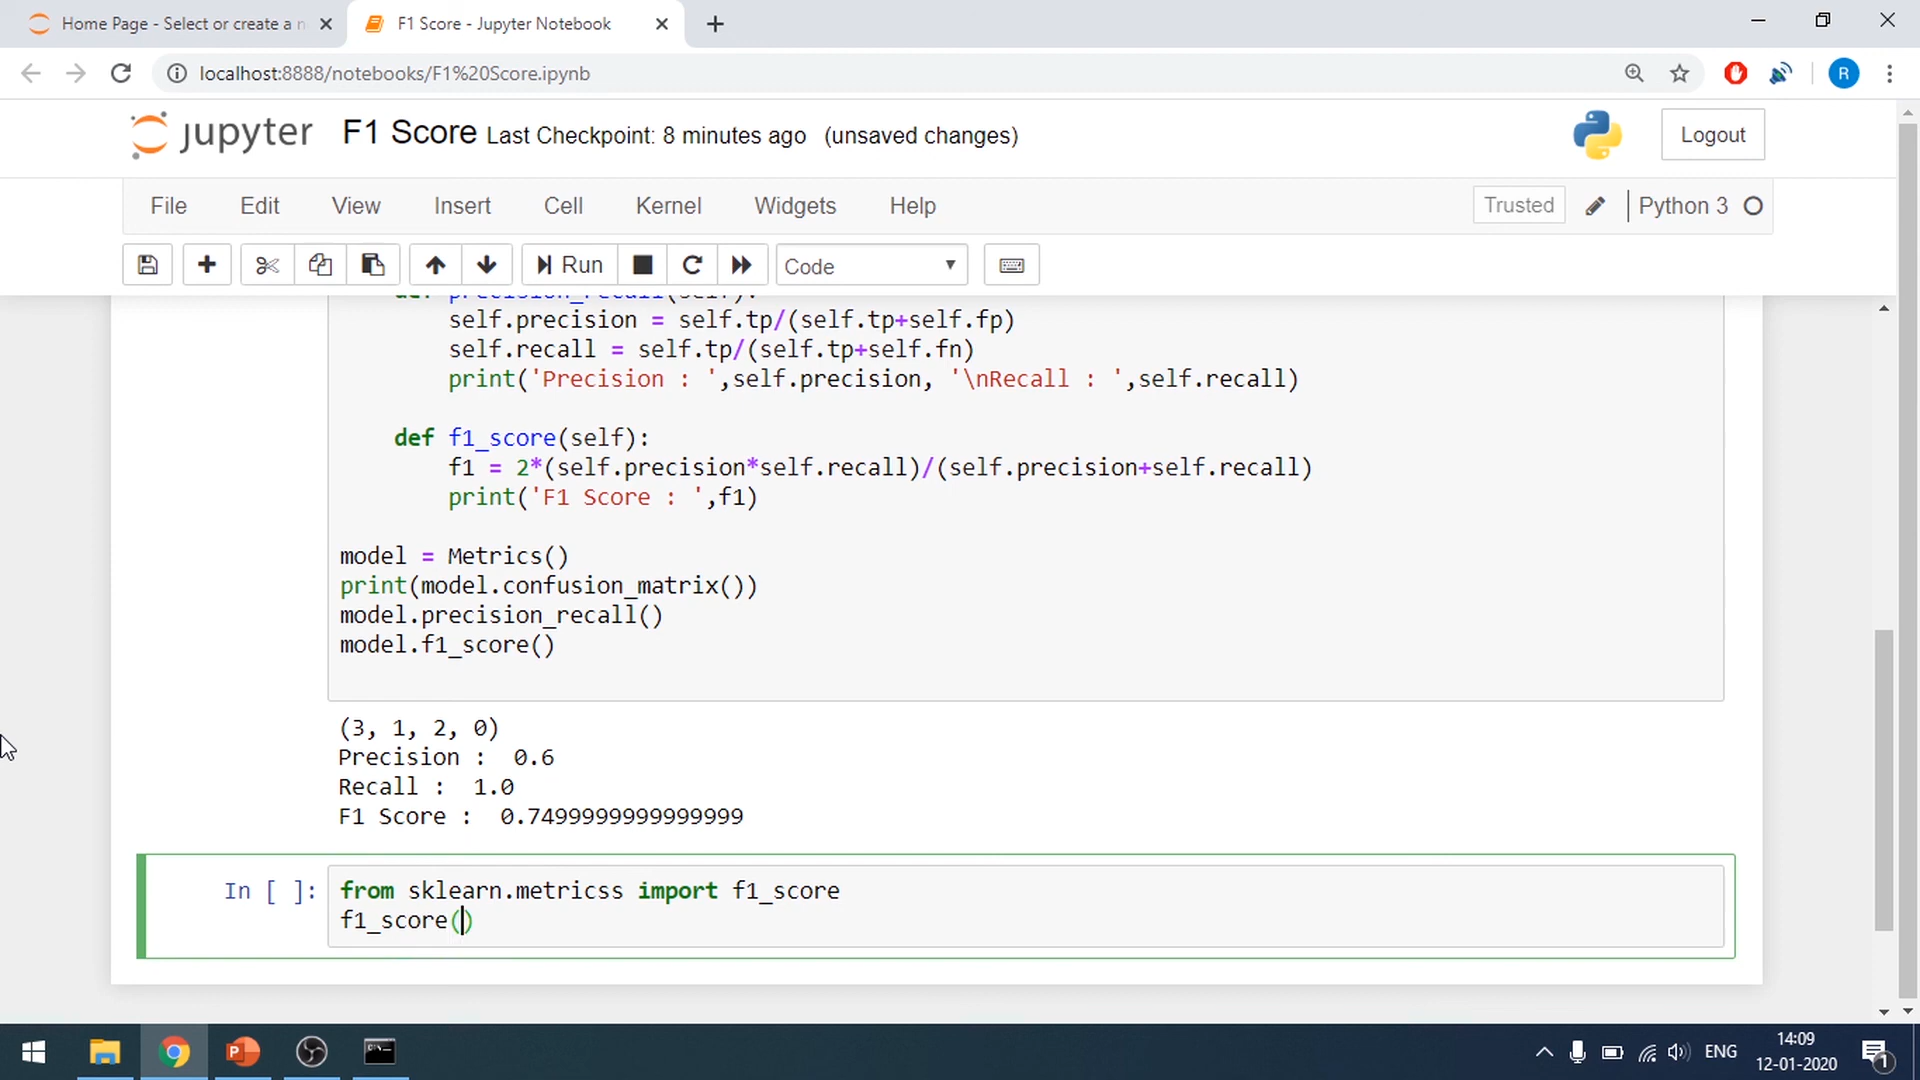 Home Page - Select or create a n
F1 Score - Jupyter Notebook
localhost:8888/notebooks/F1%20Score.ipynb
R
jupyter F1 Score Last Checkpoint: 8 minutes ago (unsaved changes)
Logout
File Edit View Insert Cell Kernel Widgets Help
Trusted Python 3
Run Code
def precision_recall(self):
self.precision = self.tp/(self.tp+self.fp)
self.recall = self.tp/(self.tp+self.fn)
print('Precision : ',self.precision, '\nRecall : ',self.recall)
def f1_score(self):
f1 = 2*(self.precision*self.recall)/(self.precision+self.recall)
print('F1 Score : ',f1)
model = Metrics()
print(model.confusion_matrix())
model.precision_recall()
model.f1_score()
(3, 1, 2, 0)
Precision :  0.6
Recall :  1.0
F1 Score :  0.7499999999999999
In [ ]: from sklearn.metricss import f1_score
f1_score()
ENG
14:09
12-01-2020
1